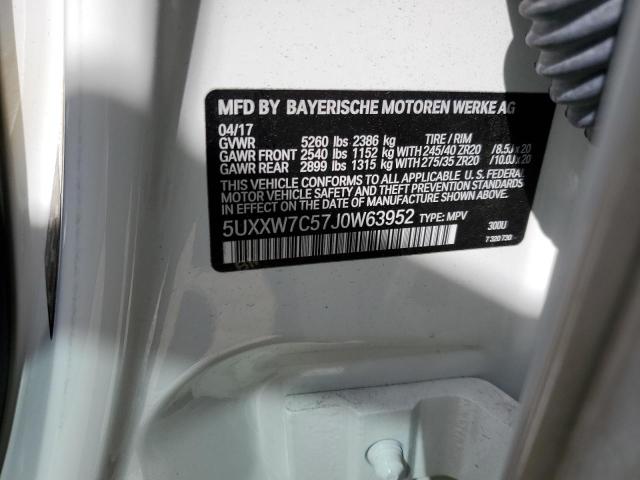 MFD BY BAYERISCHE MOTOREN WERKE AG
04/17
GVWR 5260 lbs 2386 kg TIRE / RIM
GAWR FRONT 2540 lbs 1152 kg WITH 245/40 ZR20 /8.5J x 20
GAWR REAR 2899 lbs 1315 kg WITH 275/35 ZR20 /10.0J x 20
THIS VEHICLE CONFORMS TO ALL APPLICABLE U. S. FEDERAL
MOTOR VEHICLE SAFETY AND THEFT PREVENTION STANDARDS
IN EFFECT ON THE DATE OF MANUFACTURE SHOWN ABOVE.
5UXXW7C57J0W63952 TYPE: MPV 300U
7 320 730